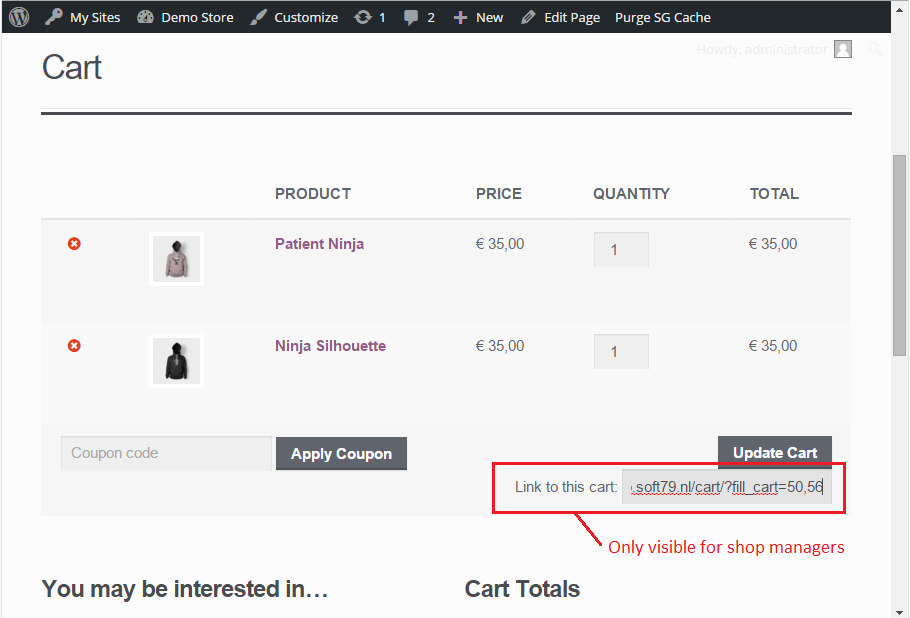 My Sites Demo Store Customize 1 2 New Edit Page Purge SG Cache
Howdy, administrator
Cart
PRODUCT PRICE QUANTITY TOTAL
Patient Ninja € 35,00 1 € 35,00
Ninja Silhouette € 35,00 1 € 35,00
Coupon code Apply Coupon Update Cart
Link to this cart: .soft79.nl/cart/?fill_cart=50,56
Only visible for shop managers
You may be interested in… Cart Totals